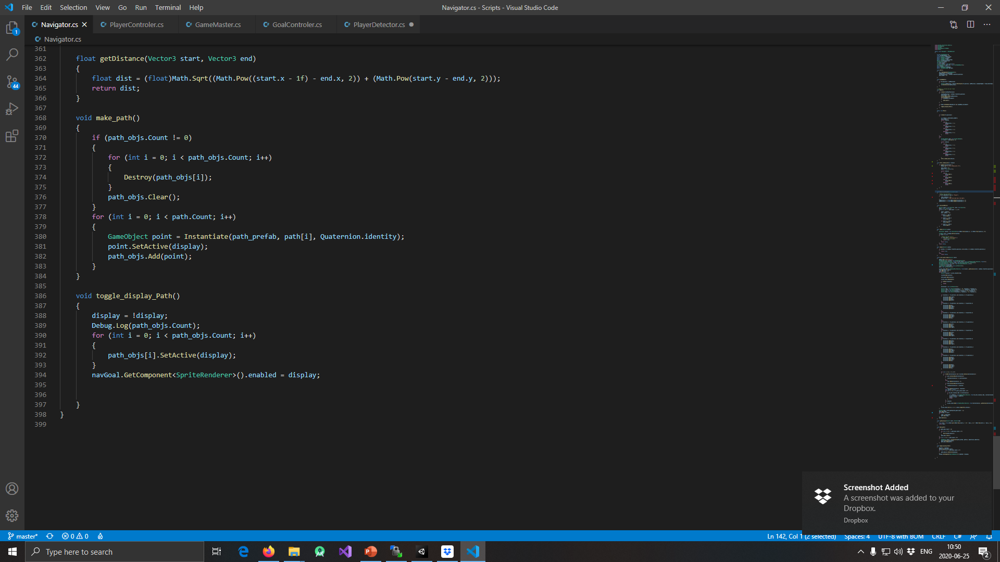 File Edit Selection View Go Run Terminal Help
Navigator.cs - Scripts - Visual Studio Code
Navigator.cs PlayerControler.cs GameMaster.cs GoalControler.cs PlayerDetector.cs
Navigator.cs
361
362 float getDistance(Vector3 start, Vector3 end)
363 {
364 float dist = (float)Math.Sqrt((Math.Pow((start.x - 1f) - end.x, 2)) + (Math.Pow(start.y - end.y, 2)));
365 return dist;
366 }
367
368 void make_path()
369 {
370 if (path_objs.Count != 0)
371 {
372 for (int i = 0; i < path_objs.Count; i++)
373 {
374 Destroy(path_objs[i]);
375 }
376 path_objs.Clear();
377 }
378 for (int i = 0; i < path.Count; i++)
379 {
380 GameObject point = Instantiate(path_prefab, path[i], Quaternion.identity);
381 point.SetActive(display);
382 path_objs.Add(point);
383 }
384 }
385
386 void toggle_display_Path()
387 {
388 display = !display;
389 Debug.Log(path_objs.Count);
390 for (int i = 0; i < path_objs.Count; i++)
391 {
392 path_objs[i].SetActive(display);
393 }
394 navGoal.GetComponent<SpriteRenderer>().enabled = display;
395
396
397 }
398 }
399
1
44
Screenshot Added
A screenshot was added to your
Dropbox.
Dropbox
master* 0 0 Ln 142, Col 1 (2 selected) Spaces: 4 UTF-8 with BOM CRLF C#
Type here to search
ENG
10:50
2020-06-25
2